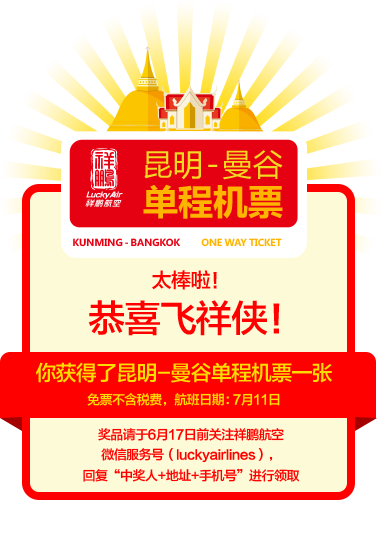 昆明-曼谷
祥鹏
Lucky Air
祥鹏航空
单程机票
KUNMING - BANGKOK ONE WAY TICKET
太棒啦!
恭喜飞祥侠!
你获得了昆明-曼谷单程机票一张
免票不含税费，航班日期：7月11日
奖品请于6月17日前关注祥鹏航空
微信服务号（luckyairlines），
回复“中奖人+地址+手机号”进行领取